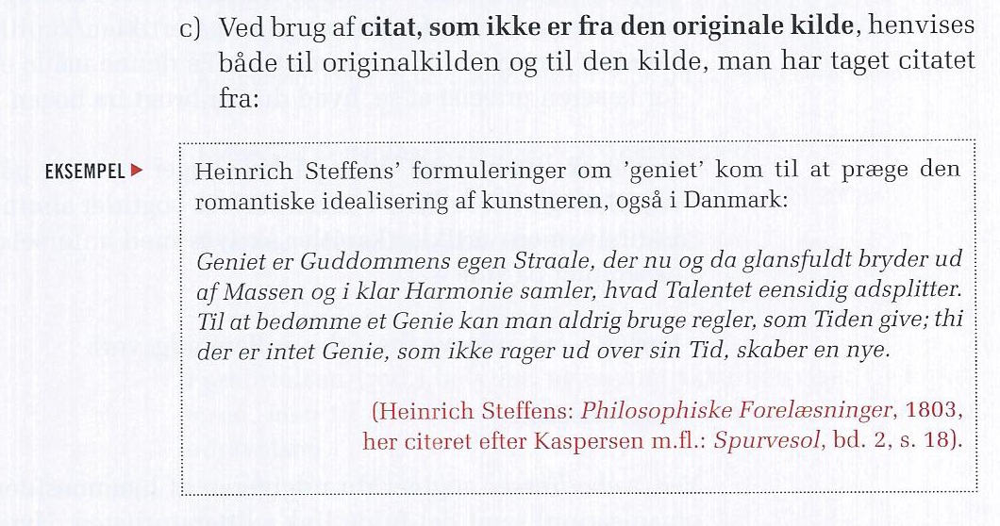 c) Ved brug af citat, som ikke er fra den originale kilde, henvises
både til originalkilden og til den kilde, man har taget citatet
fra:
EKSEMPEL ▶ Heinrich Steffens’ formuleringer om ’geniet’ kom til at præge den
romantiske idealisering af kunstneren, også i Danmark:
Geniet er Guddommens egen Straale, der nu og da glansfuldt bryder ud
af Massen og i klar Harmonie samler, hvad Talentet eensidig adsplitter.
Til at bedømme et Genie kan man aldrig bruge regler, som Tiden give; thi
der er intet Genie, som ikke rager ud over sin Tid, skaber en nye.
(Heinrich Steffens: Philosophiske Forelæsninger, 1803,
her citeret efter Kaspersen m.fl.: Spurvesol, bd. 2, s. 18).